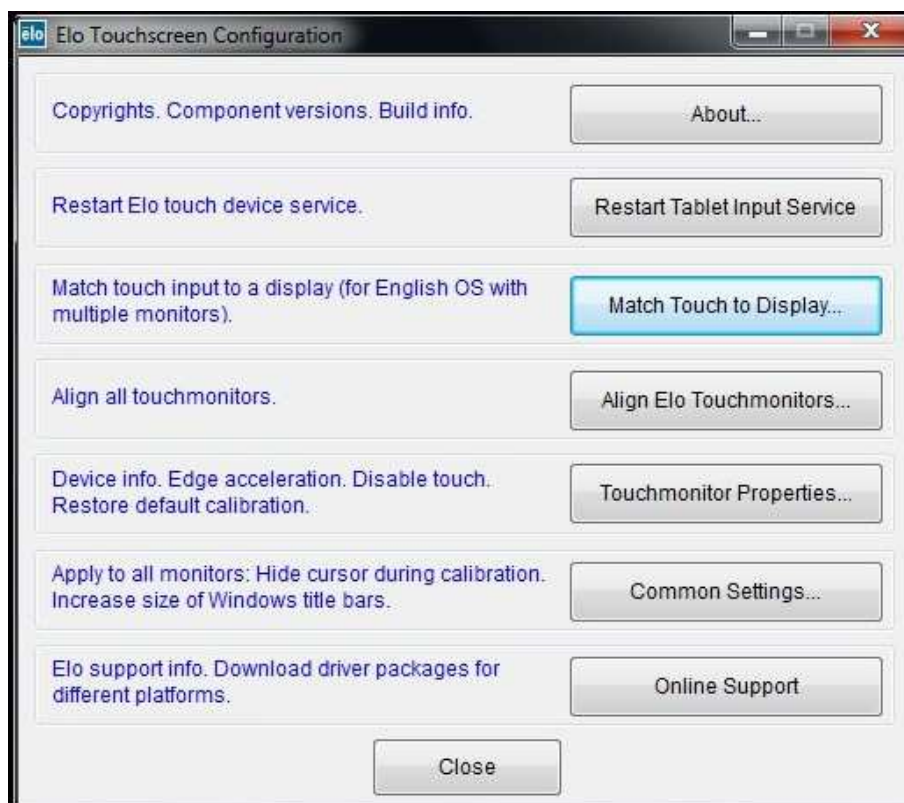 elo Elo Touchscreen Configuration
Copyrights. Component versions. Build info.
About...
Restart Elo touch device service.
Restart Tablet Input Service
Match touch input to a display (for English OS with
multiple monitors).
Match Touch to Display...
Align all touchmonitors.
Align Elo Touchmonitors...
Device info. Edge acceleration. Disable touch.
Restore default calibration.
Touchmonitor Properties...
Apply to all monitors: Hide cursor during calibration.
Increase size of Windows title bars.
Common Settings...
Elo support info. Download driver packages for
different platforms.
Online Support
Close